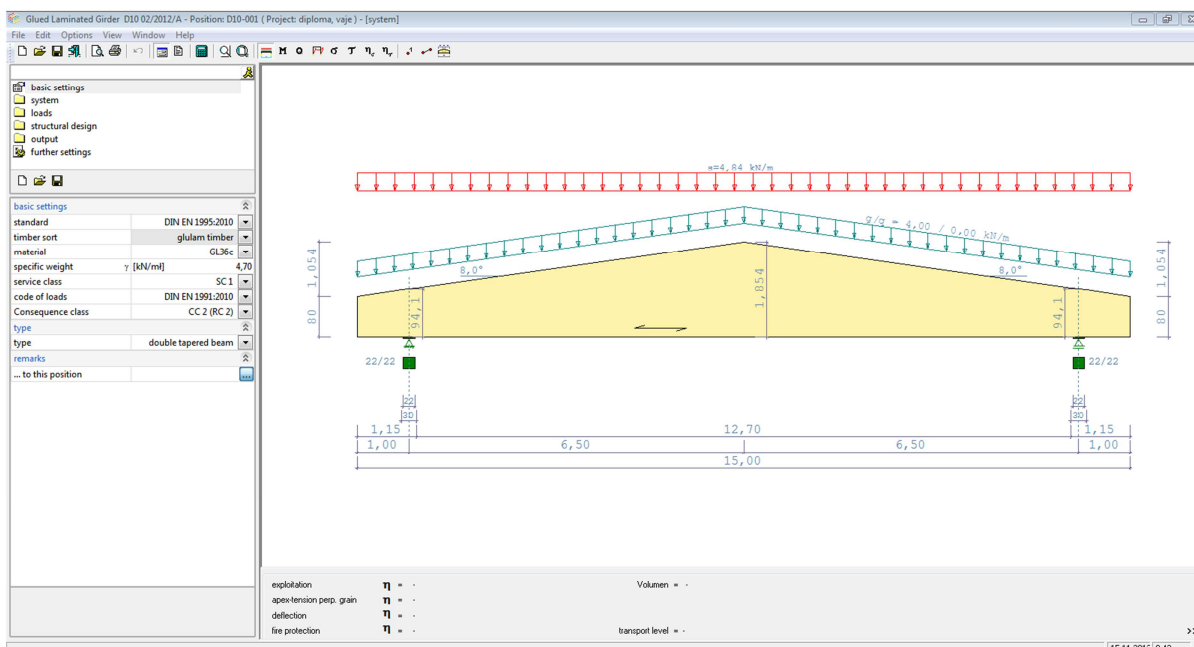 Glued Laminated Girder D10 02/2012/A - Position: D10-001 ( Project: diploma, vaje ) - [system]
File Edit Options View Window Help
M Q σ τ ησ ητ
basic settings
system
loads
structural design
output
further settings
basic settings
standard DIN EN 1995:2010
timber sort glulam timber
material GL36c
specific weight γ [kN/mł] 4,70
service class SC 1
code of loads DIN EN 1991:2010
Consequence class CC 2 (RC 2)
type
type double tapered beam
remarks
... to this position ...
s=4,84 kN/m
g/q = 4,00 / 0,00 kN/m
8,0° 8,0°
1,054 1,854 1,054
80 94,1 94,1 80
22/22 22/22
22 22
30 30
1,15 12,70 1,15
1,00 6,50 6,50 1,00
15,00
exploitation η = - Volumen = -
apex-tension perp. grain η = -
deflection η = -
fire protection η = - transport level = -
>>